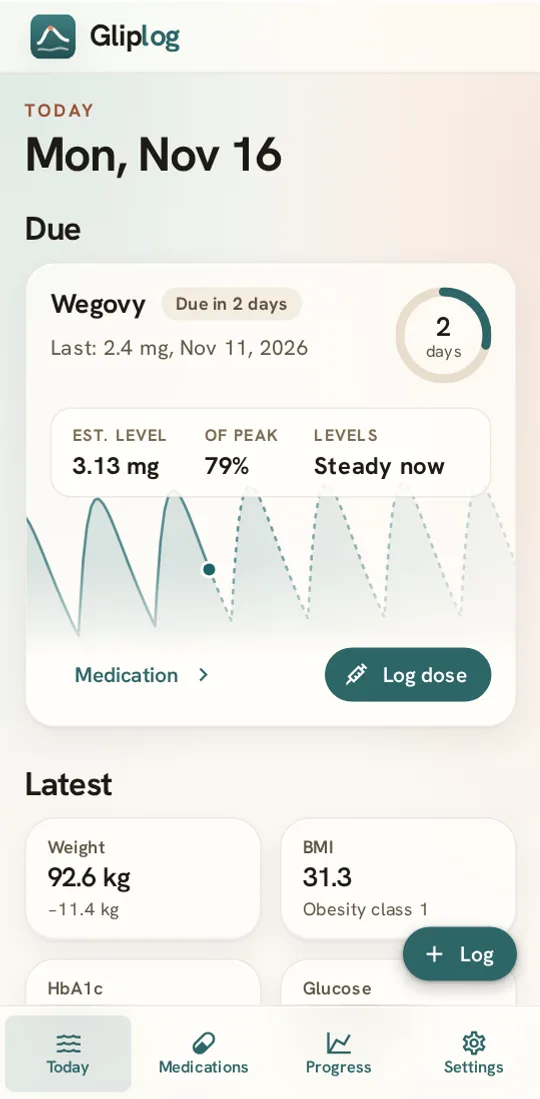 Gliplog
TODAY
Mon, Nov 16
Due
Wegovy
Due in 2 days
Last: 2.4 mg, Nov 11, 2026
2
days
EST. LEVEL
3.13 mg
OF PEAK
79%
LEVELS
Steady now
Medication
Log dose
Latest
Weight
92.6 kg
−11.4 kg
BMI
31.3
Obesity class 1
HbA1c
Glucose
+ Log
Today
Medications
Progress
Settings